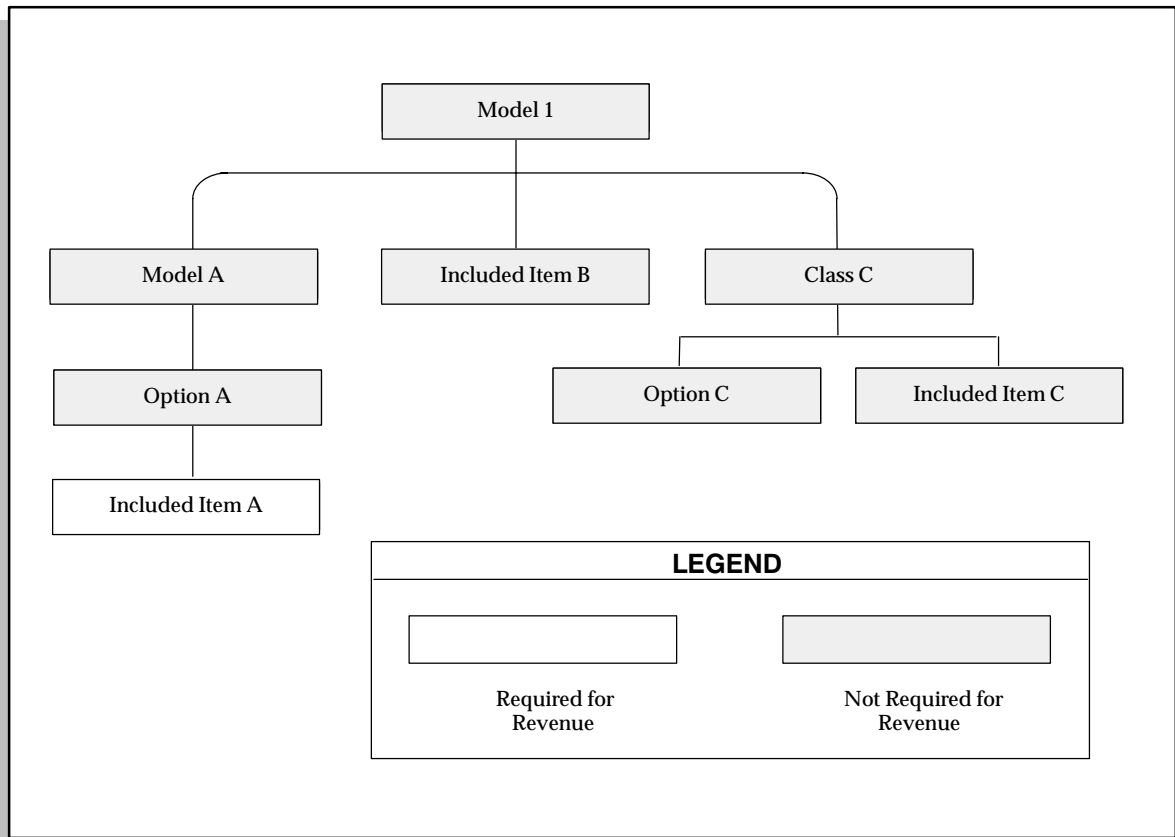 Model 1
Model A
Included Item B
Class C
Option A
Option C
Included Item C
Included Item A
LEGEND
Required for
Revenue
Not Required for
Revenue